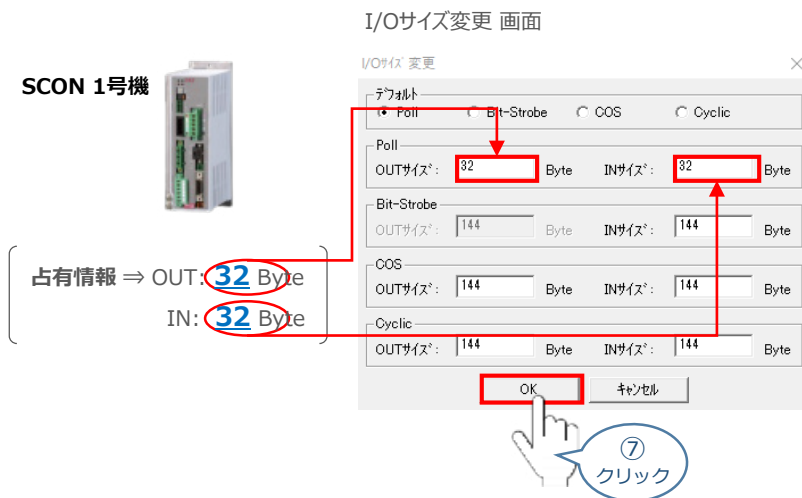 I/Oサイズ変更 画面
SCON 1号機
占有情報 ⇒ OUT: 32 Byte
IN: 32 Byte
I/Oｻｲｽﾞ変更
ﾃﾞﾌｫﾙﾄ
Poll Bit-Strobe COS Cyclic
Poll
OUTｻｲｽﾞ: 32 Byte INｻｲｽﾞ: 32 Byte
Bit-Strobe
OUTｻｲｽﾞ: 144 Byte INｻｲｽﾞ: 144 Byte
COS
OUTｻｲｽﾞ: 144 Byte INｻｲｽﾞ: 144 Byte
Cyclic
OUTｻｲｽﾞ: 144 Byte INｻｲｽﾞ: 144 Byte
OK ｷｬﾝｾﾙ
⑦
クリック